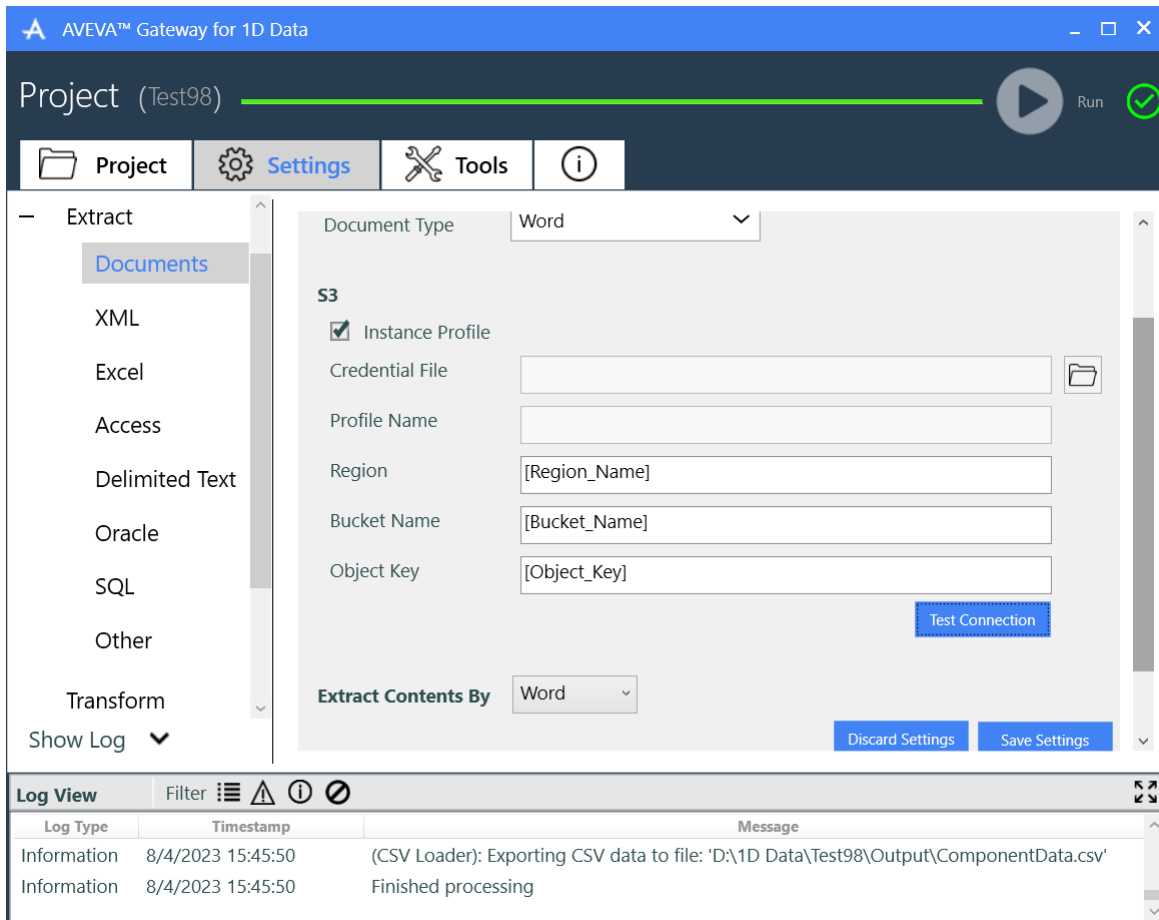 AVEVA™ Gateway for 1D Data
Project (Test98)
Run
Project
Settings
Tools
Extract
Documents
XML
Excel
Access
Delimited Text
Oracle
SQL
Other
Transform
Show Log
Document Type Word
S3
Instance Profile
Credential File
Profile Name
Region [Region_Name]
Bucket Name [Bucket_Name]
Object Key [Object_Key]
Test Connection
Extract Contents By Word
Discard Settings Save Settings
Log View Filter
Log Type Timestamp Message
Information 8/4/2023 15:45:50 (CSV Loader): Exporting CSV data to file: 'D:\1D Data\Test98\Output\ComponentData.csv'
Information 8/4/2023 15:45:50 Finished processing